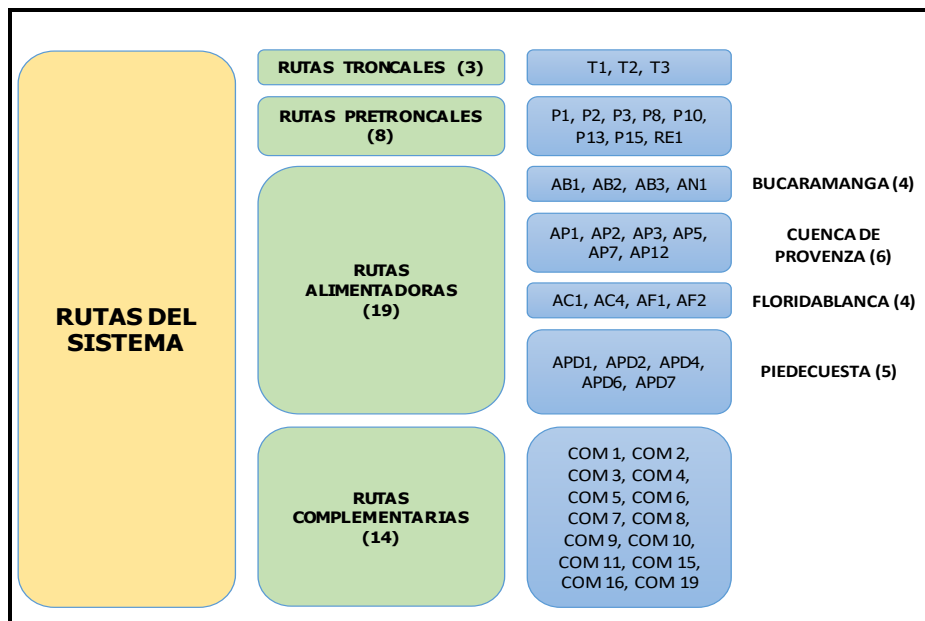 RUTAS DEL
SISTEMA
RUTAS TRONCALES (3)
T1, T2, T3
RUTAS PRETRONCALES
(8)
P1, P2, P3, P8, P10,
P13, P15, RE1
RUTAS
ALIMENTADORAS
(19)
AB1, AB2, AB3, AN1
BUCARAMANGA (4)
AP1, AP2, AP3, AP5,
AP7, AP12
CUENCA DE
PROVENZA (6)
AC1, AC4, AF1, AF2
FLORIDABLANCA (4)
APD1, APD2, APD4,
APD6, APD7
PIEDECUESTA (5)
RUTAS
COMPLEMENTARIAS
(14)
COM 1, COM 2,
COM 3, COM 4,
COM 5, COM 6,
COM 7, COM 8,
COM 9, COM 10,
COM 11, COM 15,
COM 16, COM 19